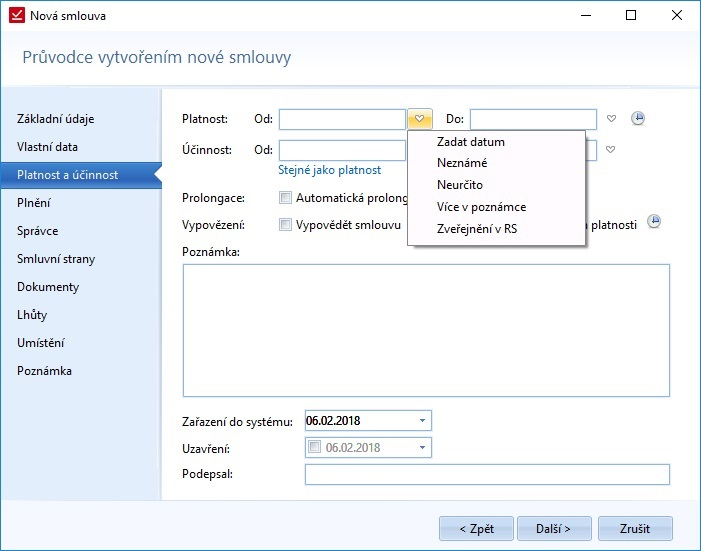 Nová smlouva
Průvodce vytvořením nové smlouvy
Základní údaje
Vlastní data
Platnost a účinnost
Plnění
Správce
Smluvní strany
Dokumenty
Lhůty
Umístění
Poznámka
Platnost: Od: Do:
Účinnost: Od:
Stejné jako platnost
Zadat datum
Neznámé
Neurčito
Více v poznámce
Zveřejnění v RS
Prolongace: Automatická prolong
Vypovězení: Vypovědět smlouvu platnosti
Poznámka:
Zařazení do systému: 06.02.2018
Uzavření: 06.02.2018
Podepsal:
< Zpět Další > Zrušit